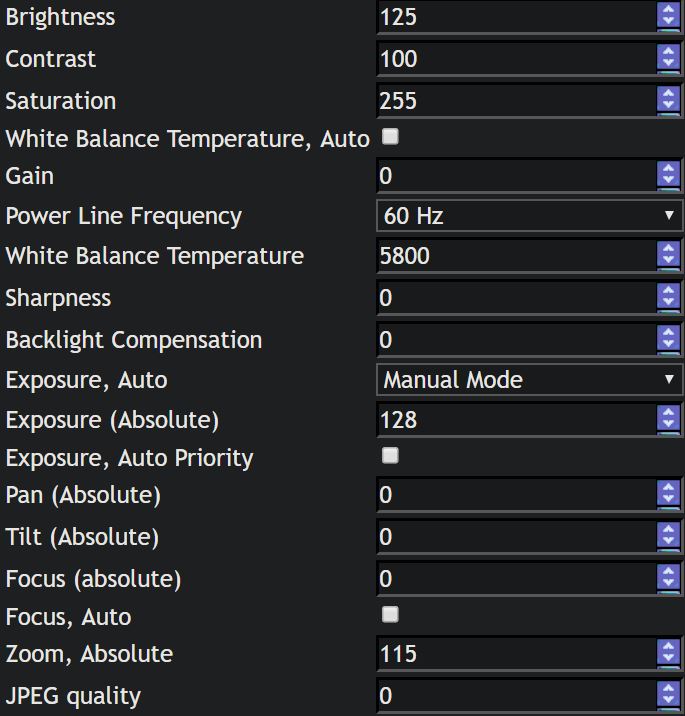 Brightness 125
Contrast 100
Saturation 255
White Balance Temperature, Auto
Gain 0
Power Line Frequency 60 Hz
White Balance Temperature 5800
Sharpness 0
Backlight Compensation 0
Exposure, Auto Manual Mode
Exposure (Absolute) 128
Exposure, Auto Priority
Pan (Absolute) 0
Tilt (Absolute) 0
Focus (absolute) 0
Focus, Auto
Zoom, Absolute 115
JPEG quality 0